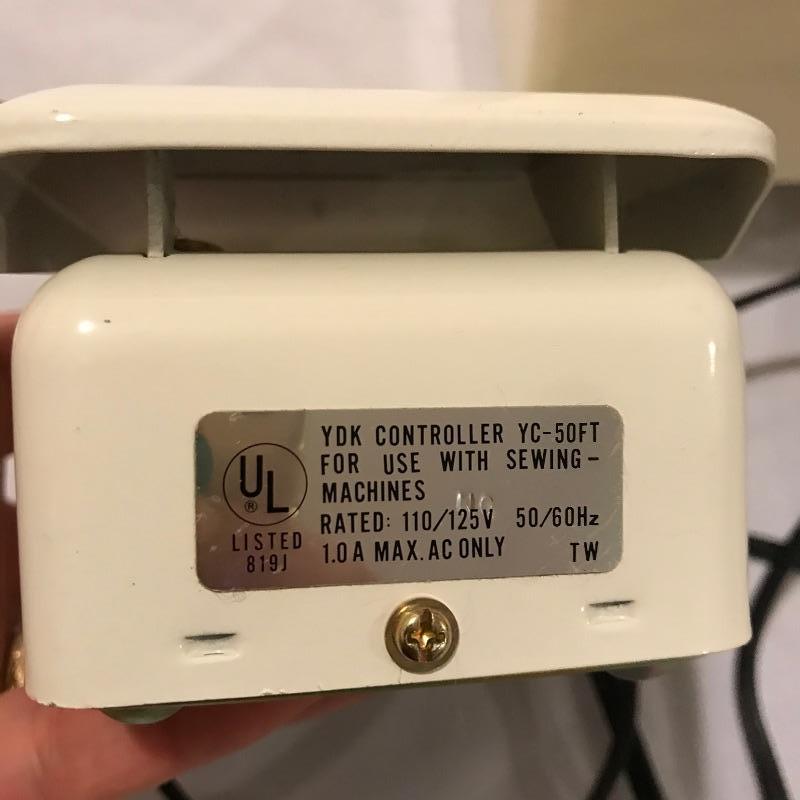 YDK CONTROLLER YC-50FT
FOR USE WITH SEWING-
MACHINES
RATED: 110/125V 50/60Hz
1.0 A MAX. AC ONLY TW
UL
®
LISTED
819J